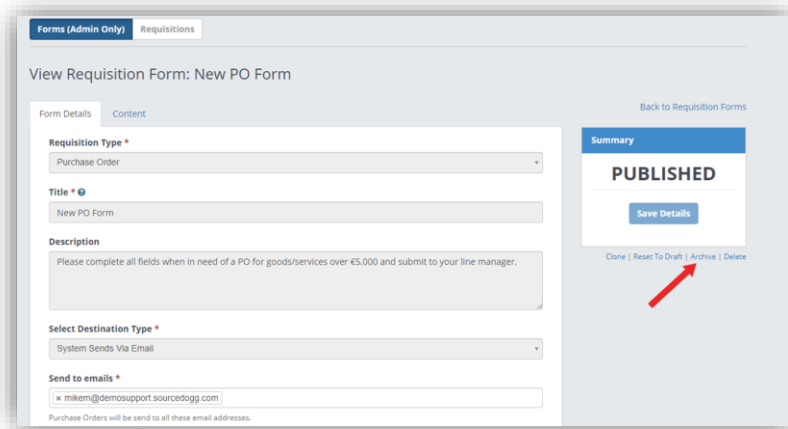 Forms (Admin Only) Requisitions
View Requisition Form: New PO Form
Back to Requisition Forms
Form Details Content
Summary
Requisition Type *
Purchase Order
PUBLISHED
Title *
New PO Form
Save Details
Description
Please complete all fields when in need of a PO for goods/services over €5,000 and submit to your line manager.
Clone | Reset To Draft | Archive | Delete
Select Destination Type *
System Sends Via Email
Send to emails *
× mikem@demosupport.sourcedogg.com
Purchase Orders will be send to all these email addresses.